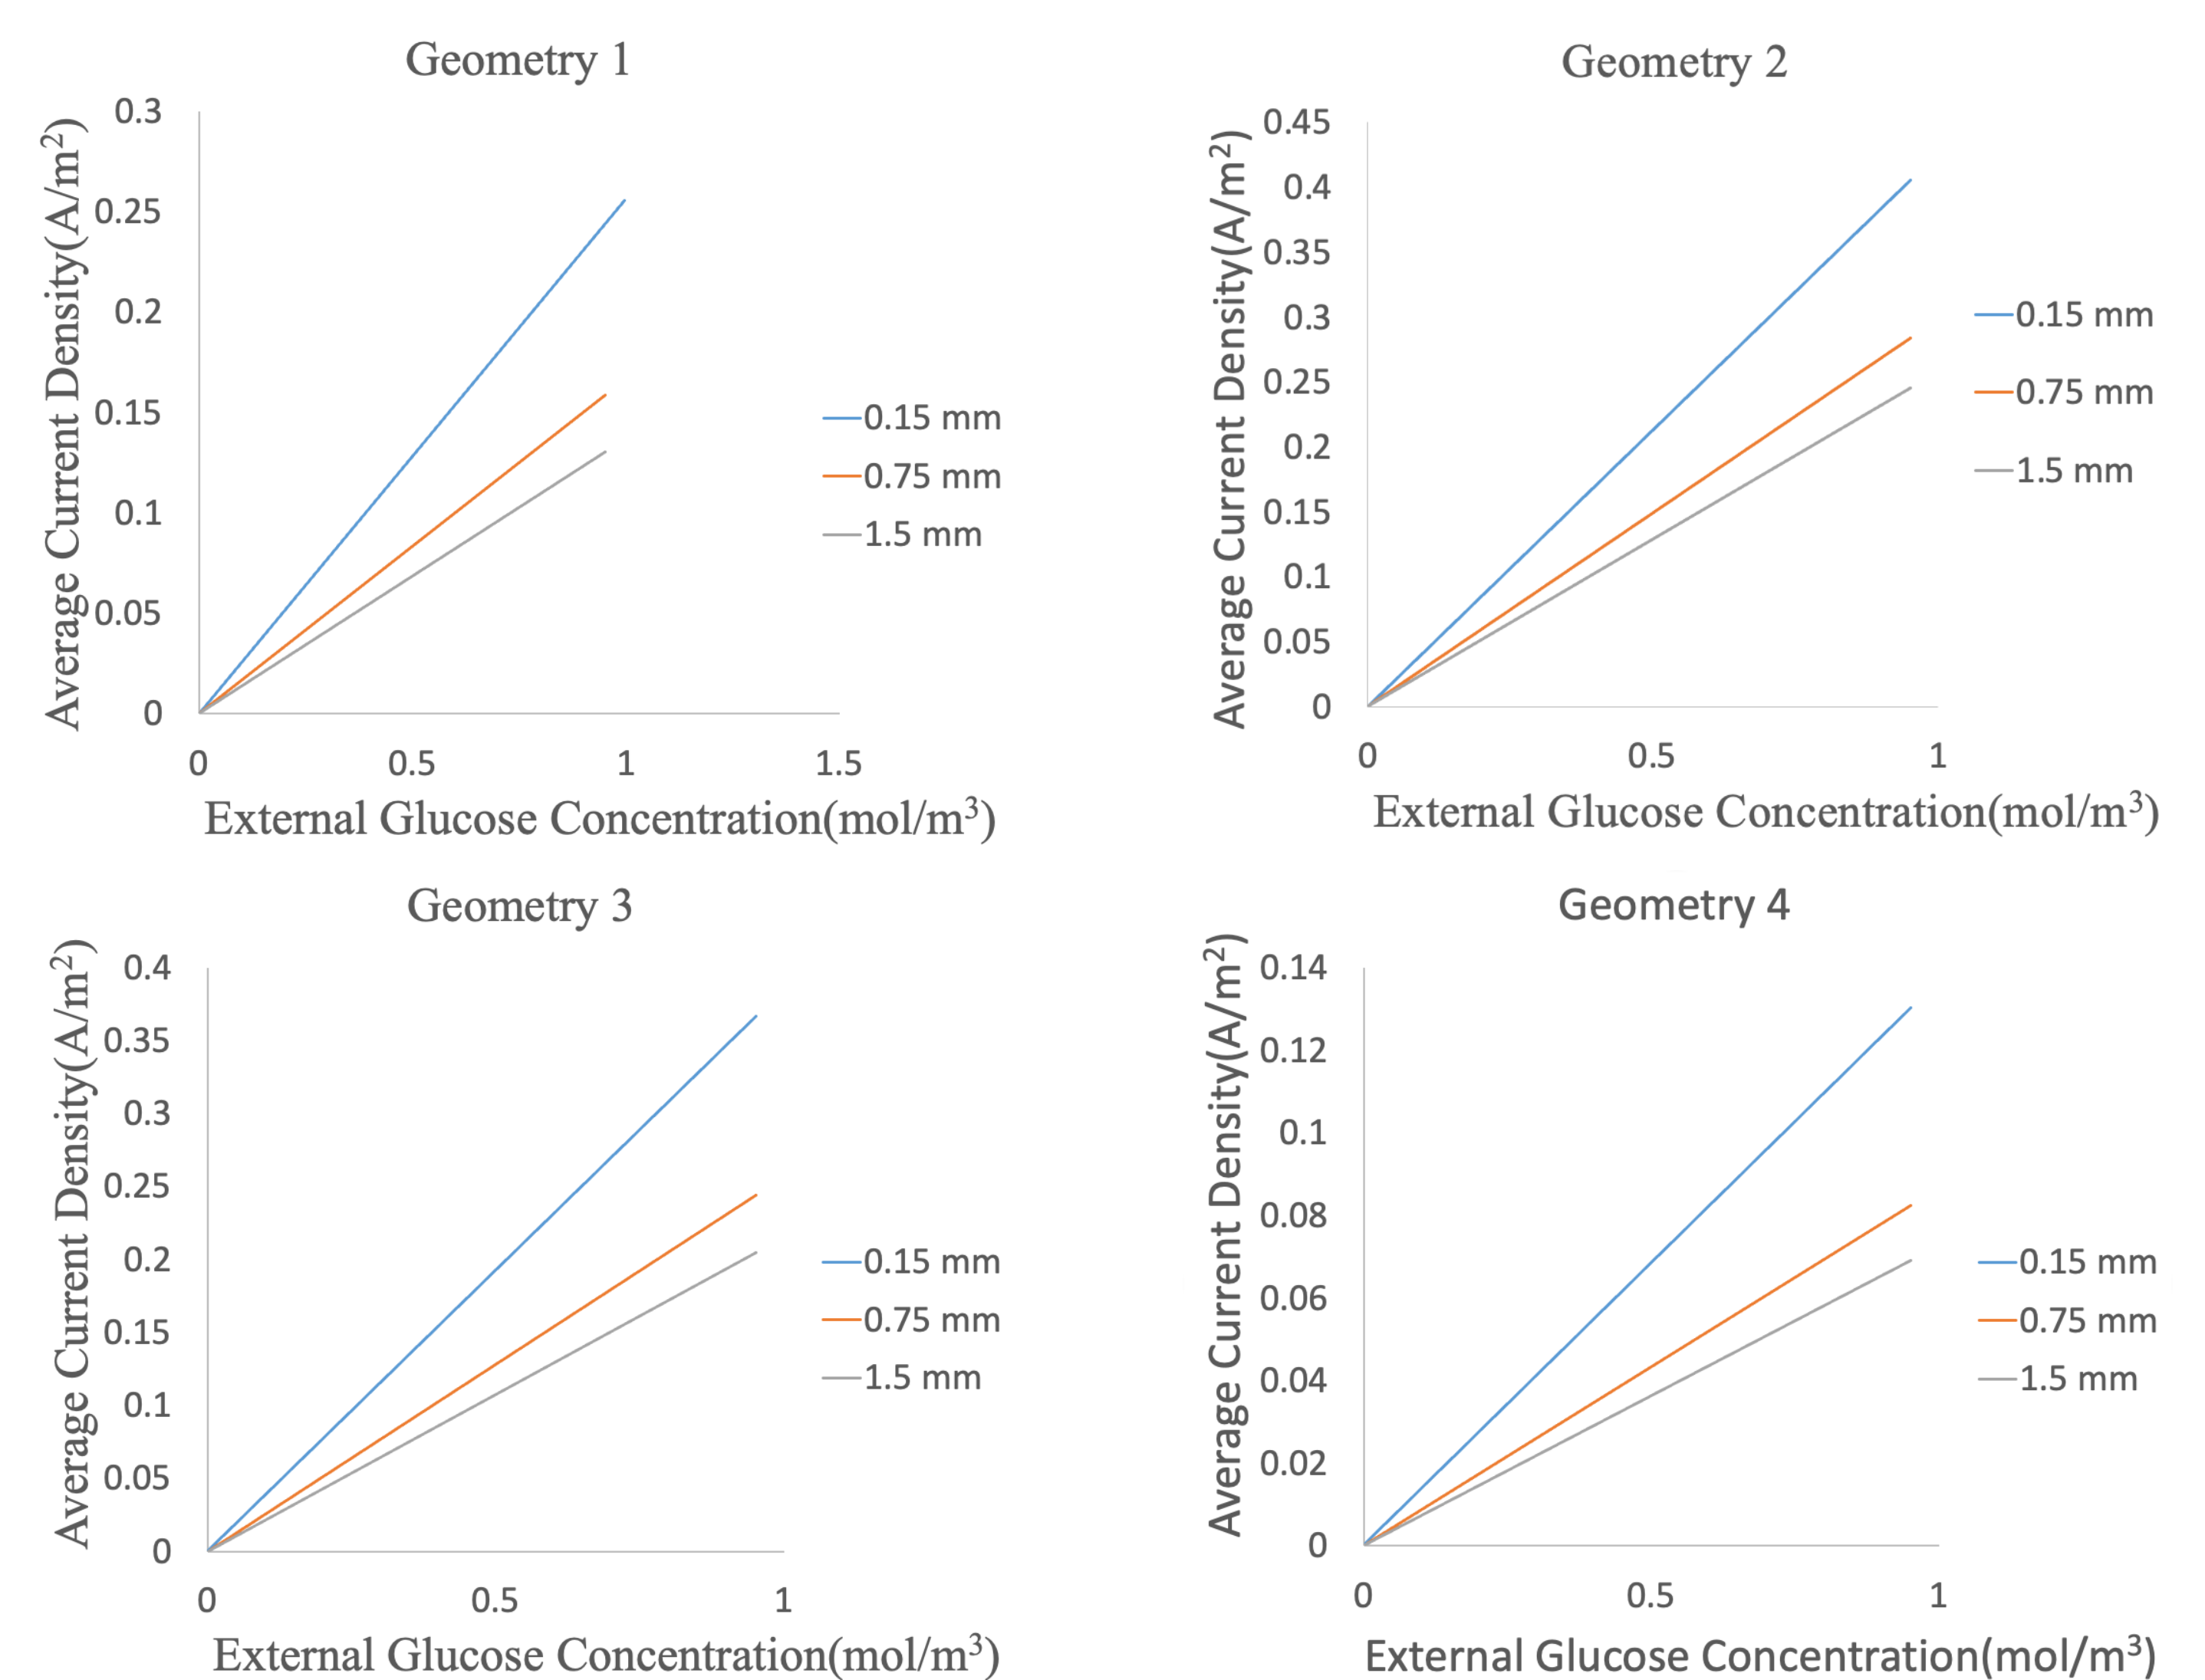 Geometry 1
Average Current Density(A/m²)
0.3
0.25
0.2
0.15
0.1
0.05
0
0 0.5 1 1.5
External Glucose Concentration(mol/m³)
0.15 mm
0.75 mm
1.5 mm
Geometry 2
Average Current Density(A/m²)
0.45
0.4
0.35
0.3
0.25
0.2
0.15
0.1
0.05
0
0 0.5 1
External Glucose Concentration(mol/m³)
0.15 mm
0.75 mm
1.5 mm
Geometry 3
Average Current Density(A/m²)
0.4
0.35
0.3
0.25
0.2
0.15
0.1
0.05
0
0 0.5 1
External Glucose Concentration(mol/m³)
0.15 mm
0.75 mm
1.5 mm
Geometry 4
Average Current Density(A/m²)
0.14
0.12
0.1
0.08
0.06
0.04
0.02
0
0 0.5 1
External Glucose Concentration(mol/m³)
0.15 mm
0.75 mm
1.5 mm